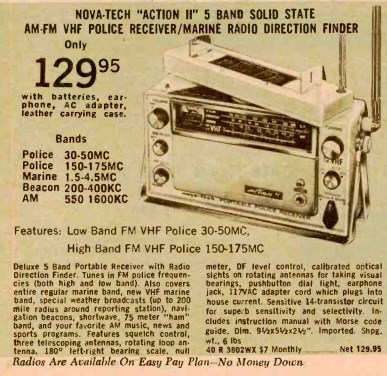 NOVA-TECH "ACTION II" 5 BAND SOLID STATE
AM-FM VHF POLICE RECEIVER/MARINE RADIO DIRECTION FINDER
Only
129⁹⁵
with batteries, ear-
phone, AC adapter,
leather carrying case.
Bands
Police 30-50MC
Police 150-175MC
Marine 1.5-4.5MC
Beacon 200-400KC
AM 550 1600KC
VHF
Features: Low Band FM VHF Police 30-50MC,
High Band FM VHF Police 150-175MC
Deluxe 5 Band Portable Receiver with Radio
Direction Finder. Tunes in FM police frequen-
cies (both high and low band). Also covers
entire regular marine band, new VHF marine
band, special weather broadcasts (up to 200
mile radius around reporting station), navi-
gation beacons, shortwave, 75 meter "ham"
band, and your favorite AM music, news and
sports programs. Features squelch control,
three telescoping antennas, rotating loop an-
tenna, 180° left-right bearing scale, null
meter, DF level control, calibrated optical
sights on rotating antennas for taking visual
bearings, pushbutton dial light, earphone
jack, 117VAC adapter cord which plugs into
house current. Sensitive 14-transistor circuit
for superb sensitivity and selectivity. In-
cludes instruction manual with Morse code
guide. Dim. 9½x5½x2½". Imported. Shpg.
wt., 6 lbs
40 R 3802WX $7 Monthly Net 129.95
Radios Are Available On Easy Pay Plan—No Money Down